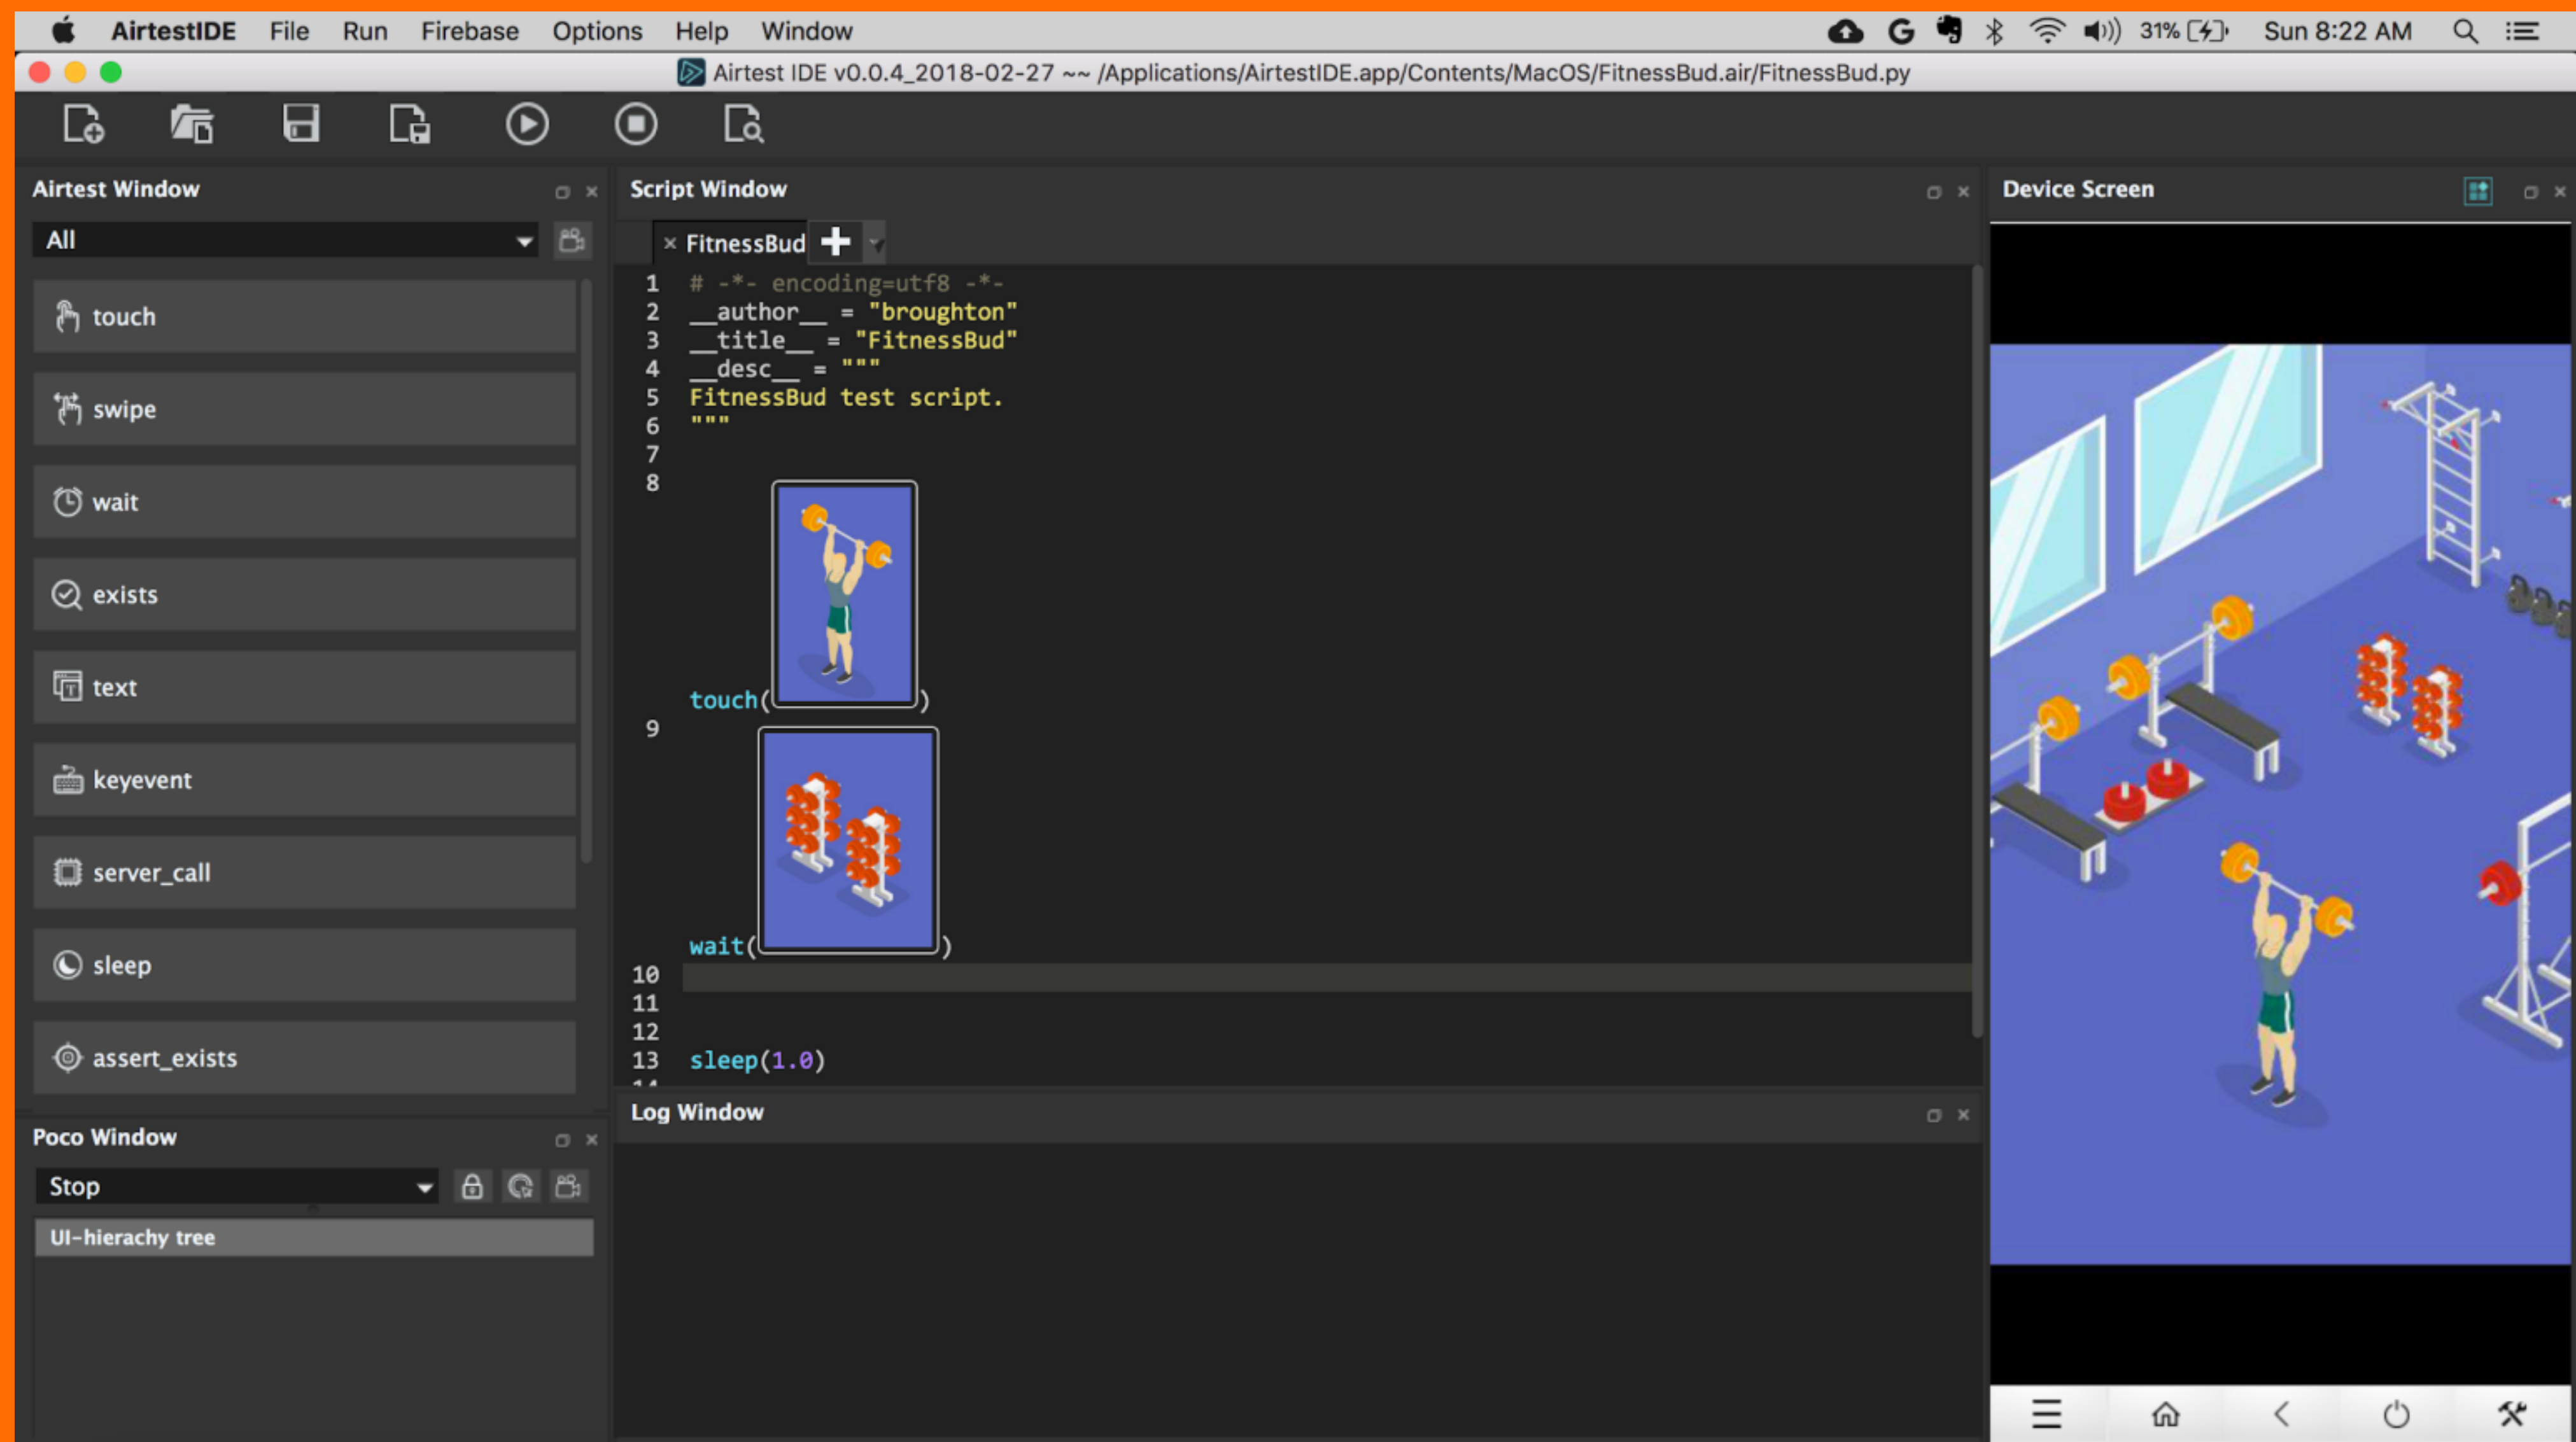 AirtestIDE File Run Firebase Options Help Window 31% Sun 8:22 AM
Airtest IDE v0.0.4_2018-02-27 ~~ /Applications/AirtestIDE.app/Contents/MacOS/FitnessBud.air/FitnessBud.py
Airtest Window
All
touch
swipe
wait
exists
text
keyevent
server_call
sleep
assert_exists
Poco Window
Stop
UI-hierachy tree
Script Window
FitnessBud
1 # -*- encoding=utf8 -*-
2 __author__ = "broughton"
3 __title__ = "FitnessBud"
4 __desc__ = """
5 FitnessBud test script.
6 """
7
8
touch( )
9
wait( )
10
11
12
13 sleep(1.0)
14
Log Window
Device Screen